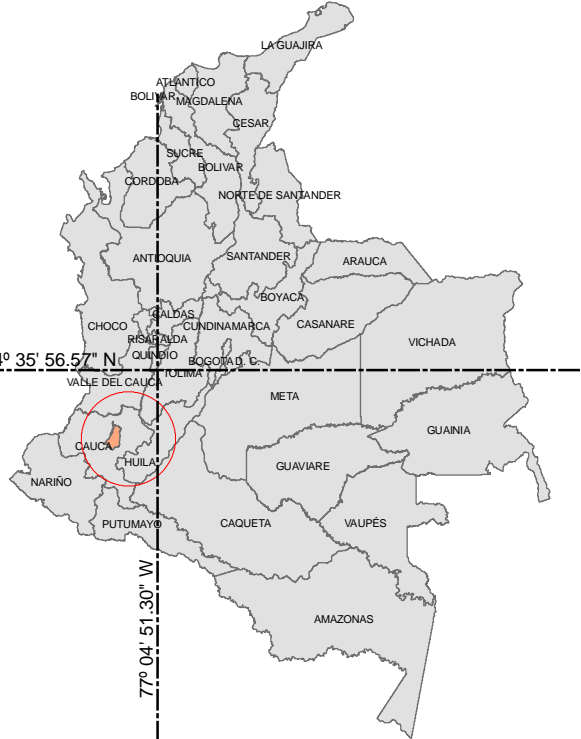 LA GUAJIRA
ATLANTICO
BOLIVAR
MAGDALENA
CESAR
SUCRE
BOLIVAR
CORDOBA
NORTE DE SANTANDER
ANTIOQUIA
SANTANDER
ARAUCA
BOYACA
CALDAS
CHOCO
CUNDINAMARCA
CASANARE
RISARALDA
VICHADA
QUINDIO
BOGOTA D. C.
4º 35' 56.57" N
TOLIMA
VALLE DEL CAUCA
META
GUAINIA
CAUCA
HUILA
GUAVIARE
NARIÑO
PUTUMAYO
CAQUETA
VAUPÉS
77º 04' 51.30" W
AMAZONAS